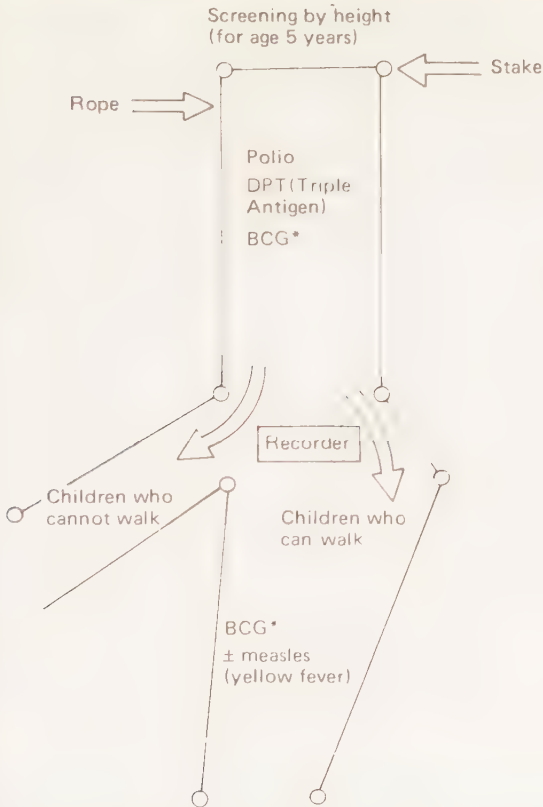 Screening by height
(for age 5 years)
Stake
Rope
Polio
DPT (Triple
Antigen)
BCG*
Recorder
Children who
cannot walk
Children who
can walk
BCG*
± measles
(yellow fever)